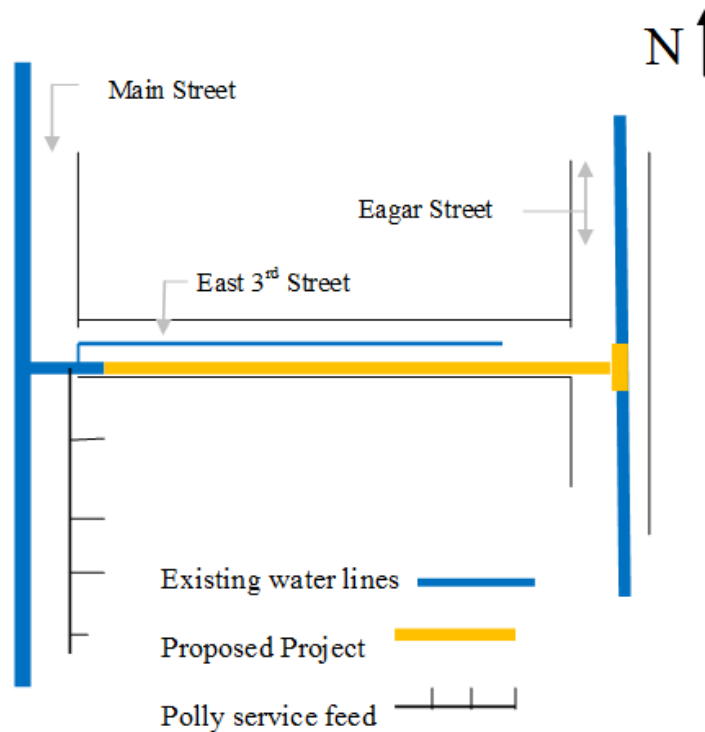 N
Main Street
Eagar Street
East 3rd Street
Existing water lines
Proposed Project
Polly service feed